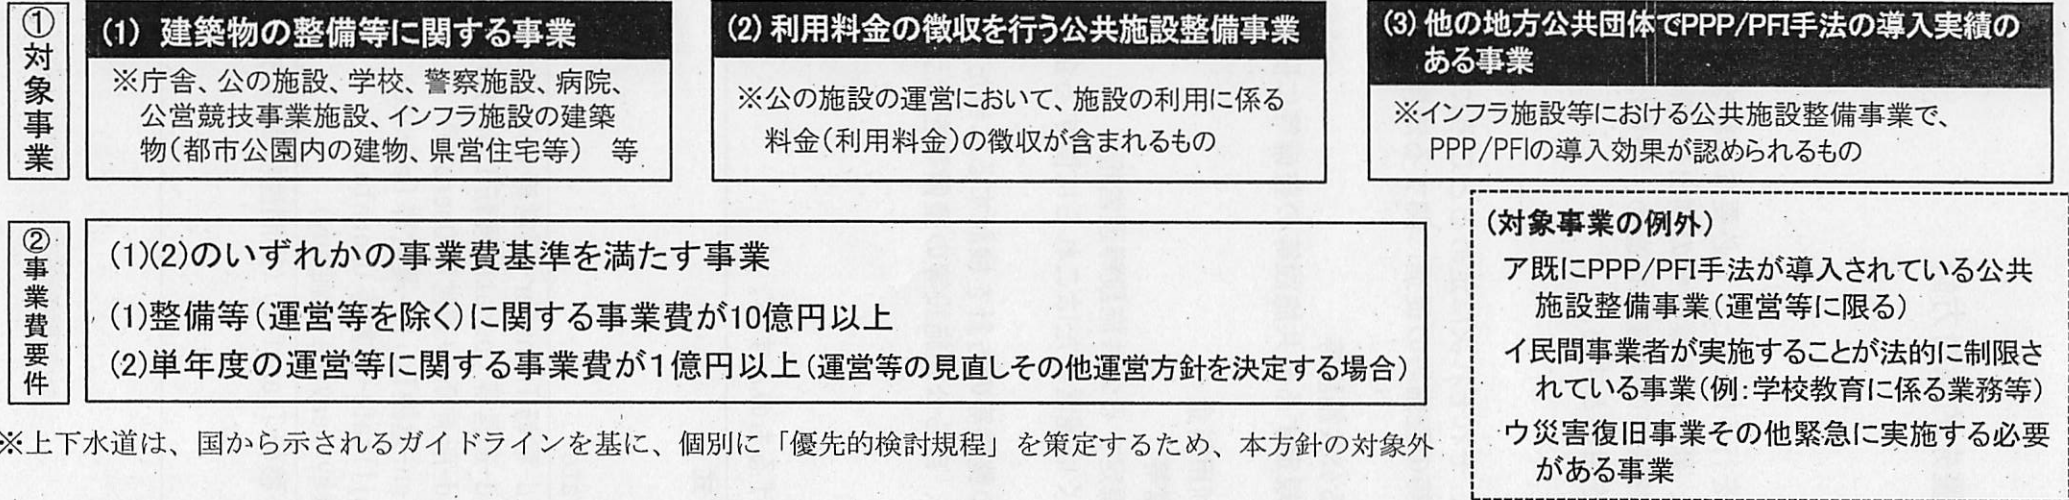 ①対象事業
(1) 建築物の整備等に関する事業
※庁舎、公の施設、学校、警察施設、病院、
公営競技事業施設、インフラ施設の建築
物(都市公園内の建物、県営住宅等) 等
(2) 利用料金の徴収を行う公共施設整備事業
※公の施設の運営において、施設の利用に係る
料金(利用料金)の徴収が含まれるもの
(3) 他の地方公共団体でPPP/PFI手法の導入実績の
ある事業
※インフラ施設等における公共施設整備事業で、
PPP/PFIの導入効果が認められるもの
②事業費要件
(1)(2)のいずれかの事業費基準を満たす事業
(1)整備等(運営等を除く)に関する事業費が10億円以上
(2)単年度の運営等に関する事業費が1億円以上(運営等の見直しその他運営方針を決定する場合)
(対象事業の例外)
ア既にPPP/PFI手法が導入されている公共
施設整備事業(運営等に限る)
イ民間事業者が実施することが法的に制限さ
れている事業(例:学校教育に係る業務等)
ウ災害復旧事業その他緊急に実施する必要
がある事業
※上下水道は、国から示されるガイドラインを基に、個別に「優先的検討規程」を策定するため、本方針の対象外